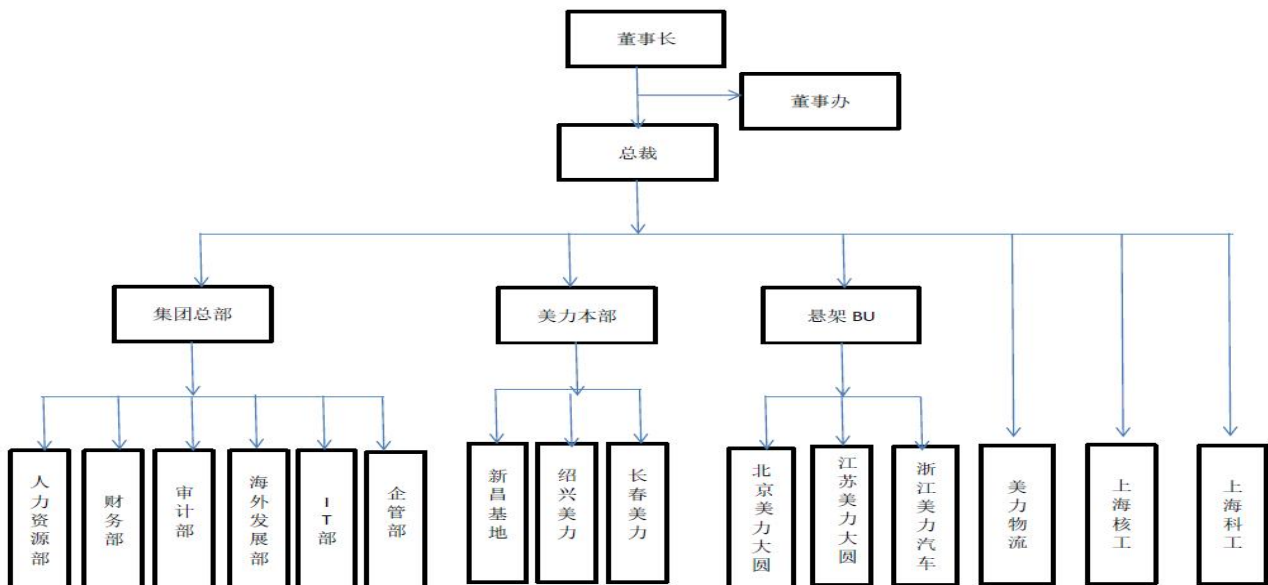 董事长
董事办
总裁
集团总部
美力本部
悬架 BU
人力资源部
财务部
审计部
海外发展部
IT部
企管部
新昌基地
绍兴美力
长春美力
北京美力大圆
江苏美力大圆
浙江美力汽车
美力物流
上海核工
上海科工